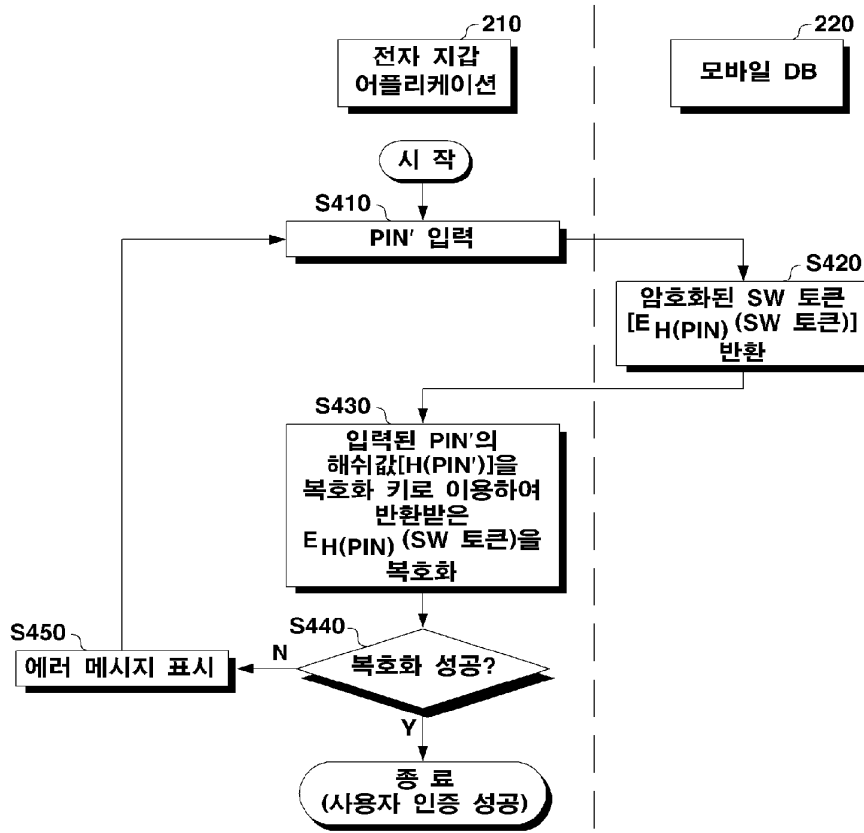 210
전자 지갑
어플리케이션
220
모바일 DB
시 작
S410
PIN′ 입력
S420
암호화된 SW 토큰
[E H(PIN) (SW 토큰)]
반환
S430
입력된 PIN′의
해쉬값[H(PIN′)]을
복호화 키로 이용하여
반환받은
E H(PIN) (SW 토큰)을
복호화
S440
복호화 성공?
N
S450
에러 메시지 표시
Y
종 료
(사용자 인증 성공)